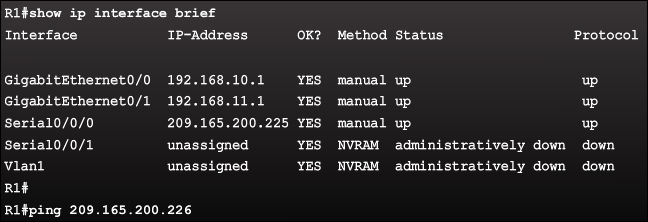 R1#show ip interface brief
Interface IP-Address OK? Method Status Protocol
GigabitEthernet0/0 192.168.10.1 YES manual up up
GigabitEthernet0/1 192.168.11.1 YES manual up up
Serial0/0/0 209.165.200.225 YES manual up up
Serial0/0/1 unassigned YES NVRAM administratively down down
Vlan1 unassigned YES NVRAM administratively down down
R1#
R1#ping 209.165.200.226